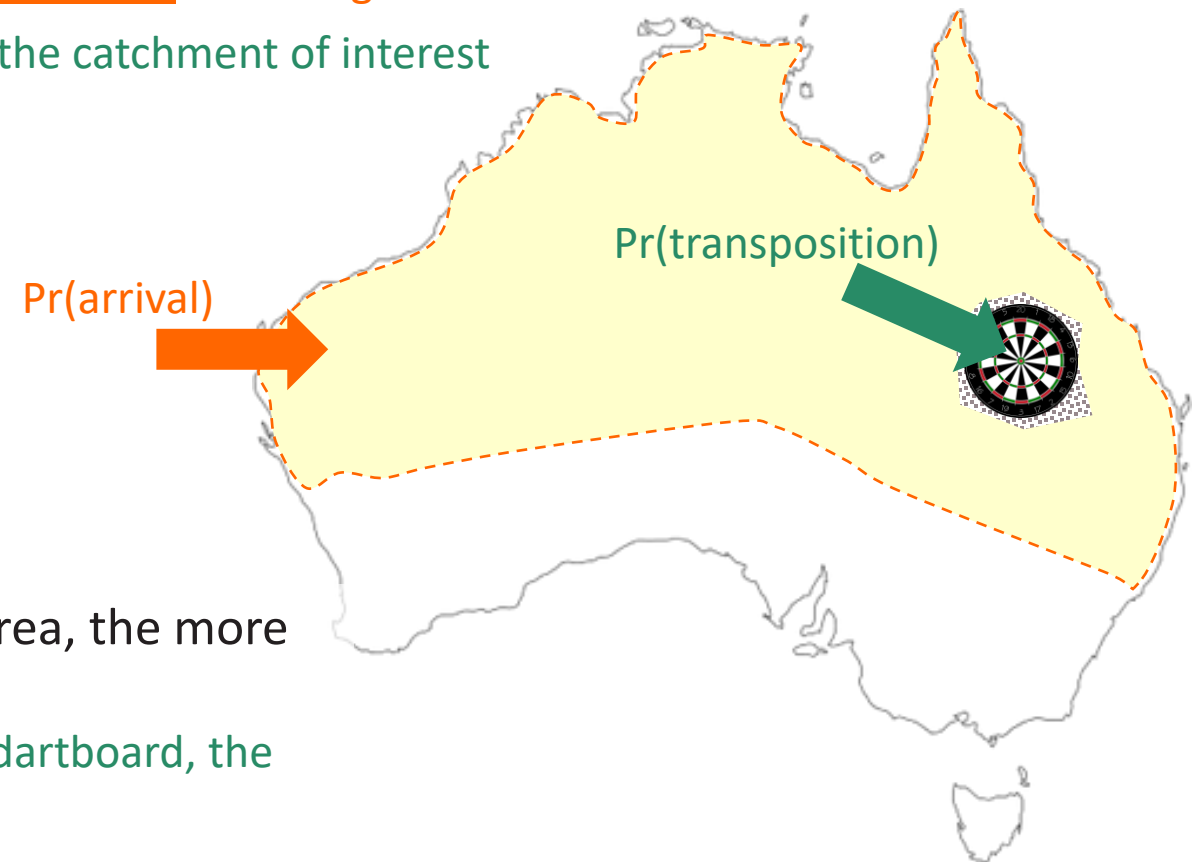 the catchment of interest
Pr(transposition)
Pr(arrival)
rea, the more
dartboard, the